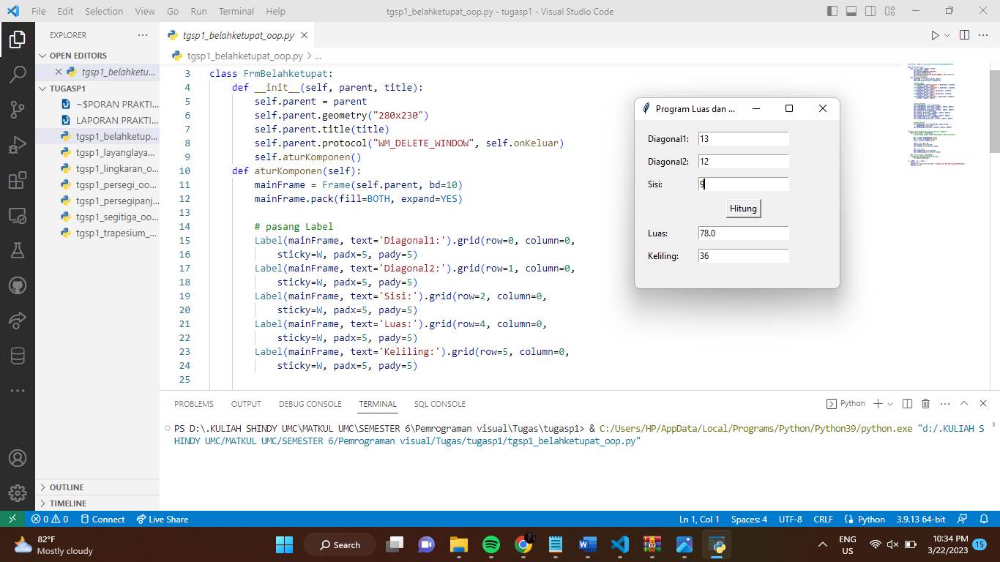 File Edit Selection View Go Run Terminal Help
tgsp1_belahketupat_oop.py - tugasp1 - Visual Studio Code
EXPLORER
OPEN EDITORS
tgsp1_belahketu...
TUGASP1
~$PORAN PRAKTI...
LAPORAN PRAKTI...
tgsp1_belahketup...
tgsp1_layanglaya...
tgsp1_lingkaran_o...
tgsp1_persegi_oo...
tgsp1_persegipanj...
tgsp1_segitiga_oo...
tgsp1_trapesium_...
OUTLINE
TIMELINE
tgsp1_belahketupat_oop.py
tgsp1_belahketupat_oop.py > ...
3 class FrmBelahketupat:
4 def __init__(self, parent, title):
5 self.parent = parent
6 self.parent.geometry("280x230")
7 self.parent.title(title)
8 self.parent.protocol("WM_DELETE_WINDOW", self.onKeluar)
9 self.aturKomponen()
10 def aturKomponen(self):
11 mainFrame = Frame(self.parent, bd=10)
12 mainFrame.pack(fill=BOTH, expand=YES)
13
14 # pasang Label
15 Label(mainFrame, text='Diagonal1:').grid(row=0, column=0,
16 sticky=W, padx=5, pady=5)
17 Label(mainFrame, text='Diagonal2:').grid(row=1, column=0,
18 sticky=W, padx=5, pady=5)
19 Label(mainFrame, text='Sisi:').grid(row=2, column=0,
20 sticky=W, padx=5, pady=5)
21 Label(mainFrame, text='Luas:').grid(row=4, column=0,
22 sticky=W, padx=5, pady=5)
23 Label(mainFrame, text='Keliling:').grid(row=5, column=0,
24 sticky=W, padx=5, pady=5)
25
Program Luas dan ...
Diagonal1: 13
Diagonal2: 12
Sisi: 9
Hitung
Luas: 78.0
Keliling: 36
PROBLEMS OUTPUT DEBUG CONSOLE TERMINAL SQL CONSOLE
Python
PS D:\.KULIAH SHINDY UMC\MATKUL UMC\SEMESTER 6\Pemrograman visual\Tugas\tugasp1> & C:/Users/HP/AppData/Local/Programs/Python/Python39/python.exe "d:/.KULIAH S
HINDY UMC/MATKUL UMC/SEMESTER 6/Pemrograman visual/Tugas/tugasp1/tgsp1_belahketupat_oop.py"
0 0 Connect Live Share
Ln 1, Col 1 Spaces: 4 UTF-8 CRLF Python 3.9.13 64-bit
82°F
Mostly cloudy
Search
ENG
US
10:34 PM
3/22/2023
15